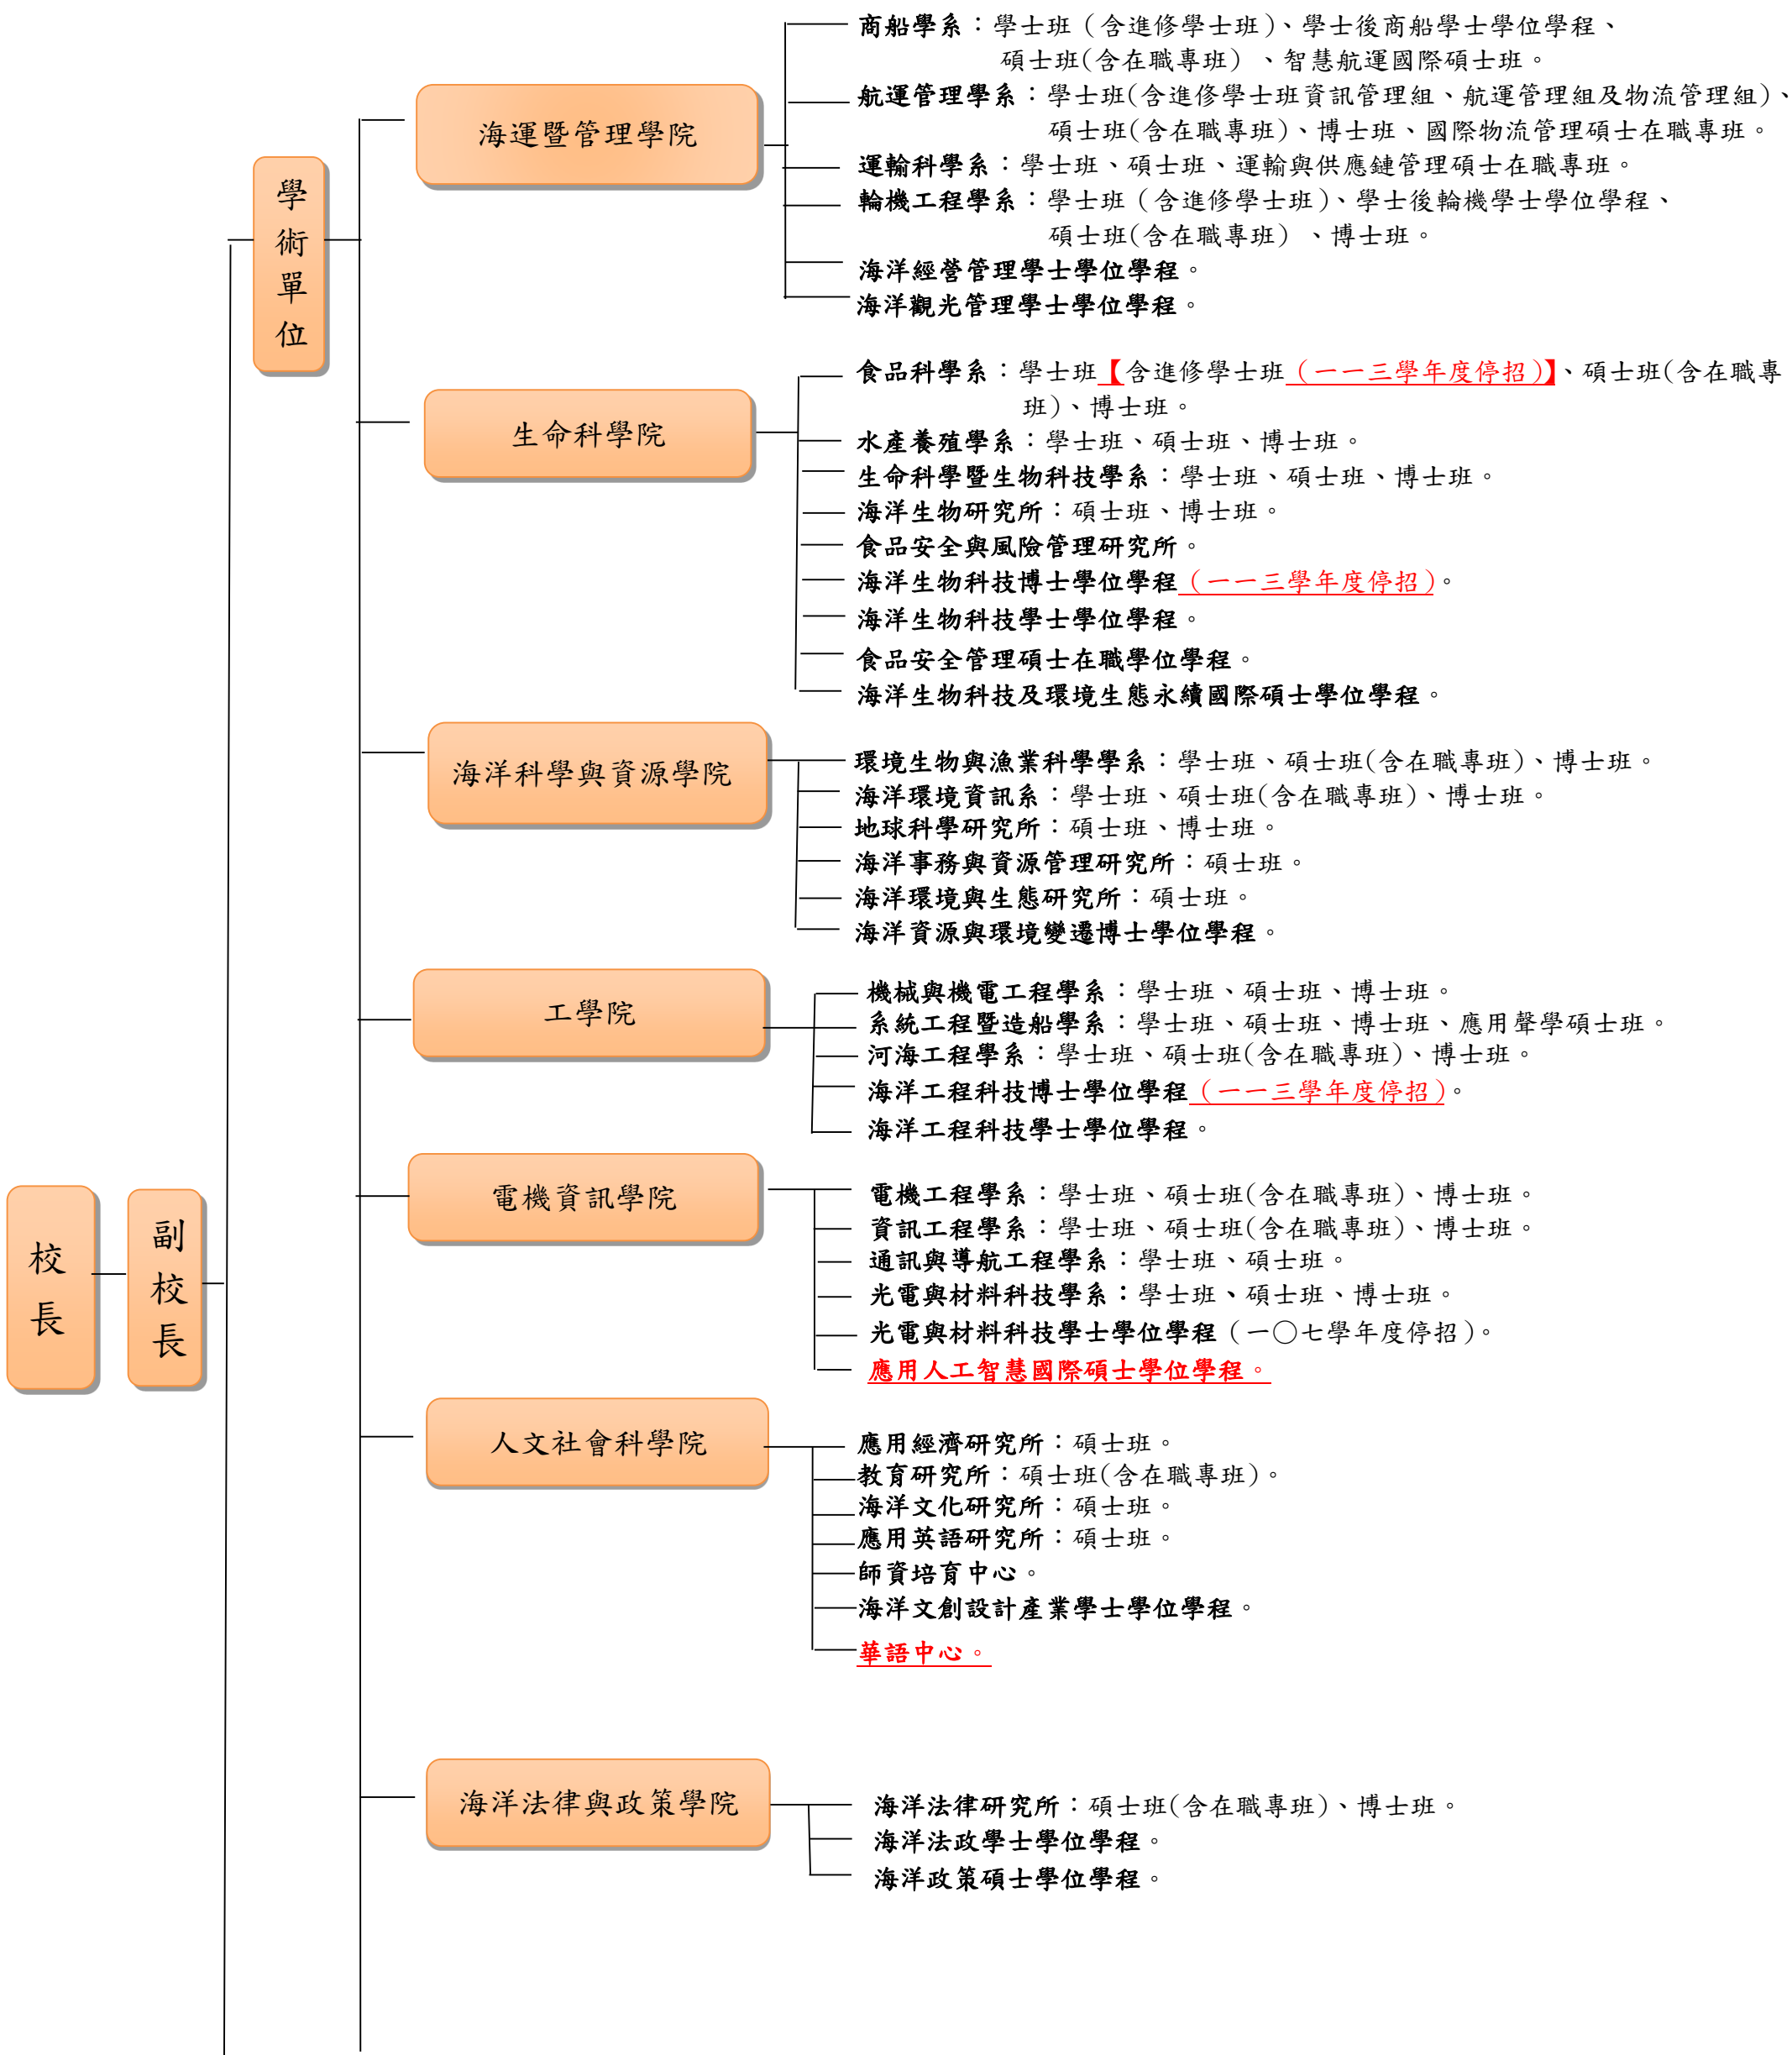 校長
副校長
學術單位
海運暨管理學院
商船學系：學士班（含進修學士班）、學士後商船學士學位學程、
碩士班(含在職專班）、智慧航運國際碩士班。
航運管理學系：學士班(含進修學士班資訊管理組、航運管理組及物流管理組)、
碩士班(含在職專班)、博士班、國際物流管理碩士在職專班。
運輸科學系：學士班、碩士班、運輸與供應鏈管理碩士在職專班。
輪機工程學系：學士班（含進修學士班）、學士後輪機學士學位學程、
碩士班(含在職專班）、博士班。
海洋經營管理學士學位學程。
海洋觀光管理學士學位學程。
生命科學院
食品科學系：學士班【含進修學士班（一一三學年度停招）】、碩士班(含在職專
班)、博士班。
水產養殖學系：學士班、碩士班、博士班。
生命科學暨生物科技學系：學士班、碩士班、博士班。
海洋生物研究所：碩士班、博士班。
食品安全與風險管理研究所。
海洋生物科技博士學位學程（一一三學年度停招）。
海洋生物科技學士學位學程。
食品安全管理碩士在職學位學程。
海洋生物科技及環境生態永續國際碩士學位學程。
海洋科學與資源學院
環境生物與漁業科學學系：學士班、碩士班(含在職專班)、博士班。
海洋環境資訊系：學士班、碩士班(含在職專班)、博士班。
地球科學研究所：碩士班、博士班。
海洋事務與資源管理研究所：碩士班。
海洋環境與生態研究所：碩士班。
海洋資源與環境變遷博士學位學程。
工學院
機械與機電工程學系：學士班、碩士班、博士班。
系統工程暨造船學系：學士班、碩士班、博士班、應用聲學碩士班。
河海工程學系：學士班、碩士班(含在職專班)、博士班。
海洋工程科技博士學位學程（一一三學年度停招）。
海洋工程科技學士學位學程。
電機資訊學院
電機工程學系：學士班、碩士班(含在職專班)、博士班。
資訊工程學系：學士班、碩士班(含在職專班)、博士班。
通訊與導航工程學系：學士班、碩士班。
光電與材料科技學系：學士班、碩士班、博士班。
光電與材料科技學士學位學程（一〇七學年度停招）。
應用人工智慧國際碩士學位學程。
人文社會科學院
應用經濟研究所：碩士班。
教育研究所：碩士班(含在職專班)。
海洋文化研究所：碩士班。
應用英語研究所：碩士班。
師資培育中心。
海洋文創設計產業學士學位學程。
華語中心。
海洋法律與政策學院
海洋法律研究所：碩士班(含在職專班)、博士班。
海洋法政學士學位學程。
海洋政策碩士學位學程。